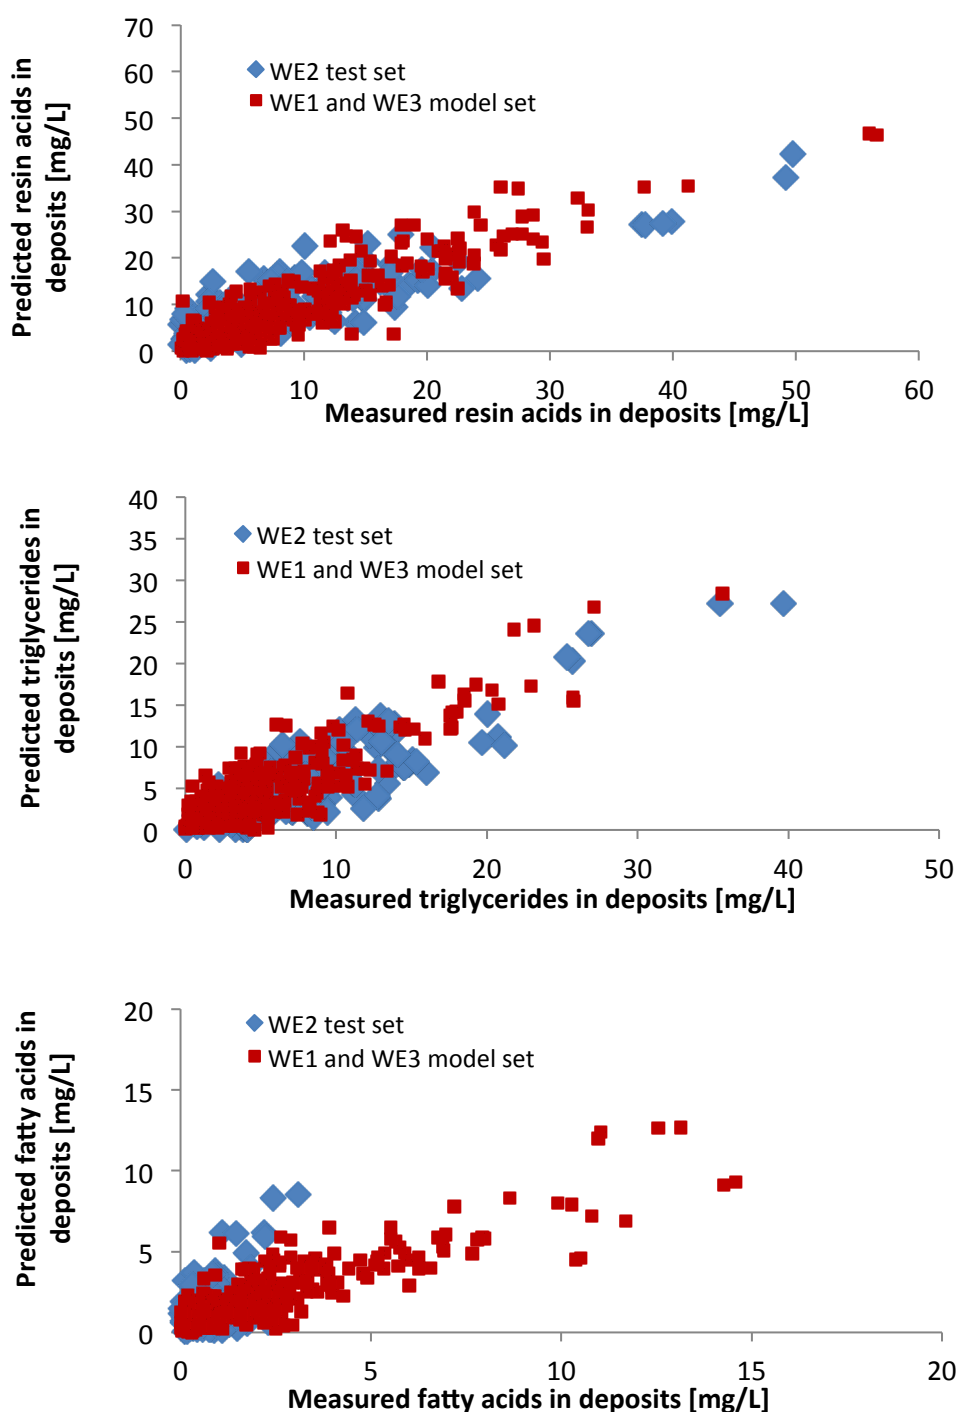 Predicted resin acids in
deposits [mg/L]
70
60
50
40
30
20
10
0
WE2 test set
WE1 and WE3 model set
0 10 20 30 40 50 60
Measured resin acids in deposits [mg/L]
Predicted triglycerides in
deposits [mg/L]
40
35
30
25
20
15
10
5
0
WE2 test set
WE1 and WE3 model set
0 10 20 30 40 50
Measured triglycerides in deposits [mg/L]
Predicted fatty acids in
deposits [mg/L]
20
15
10
5
0
WE2 test set
WE1 and WE3 model set
0 5 10 15 20
Measured fatty acids in deposits [mg/L]